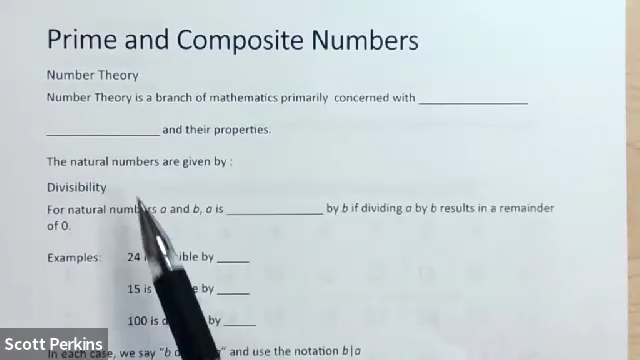 Prime and Composite Numbers
Number Theory
Number Theory is a branch of mathematics primarily concerned with _______________
_______________ and their properties.
The natural numbers are given by :
Divisibility
For natural numbers a and b, a is _____________ by b if dividing a by b results in a remainder
of 0.
Examples: 24 i ible by _____
15 is e by _____
100 is d by _____
In each case, we say "b d g" and use the notation b|a
Scott Perkins